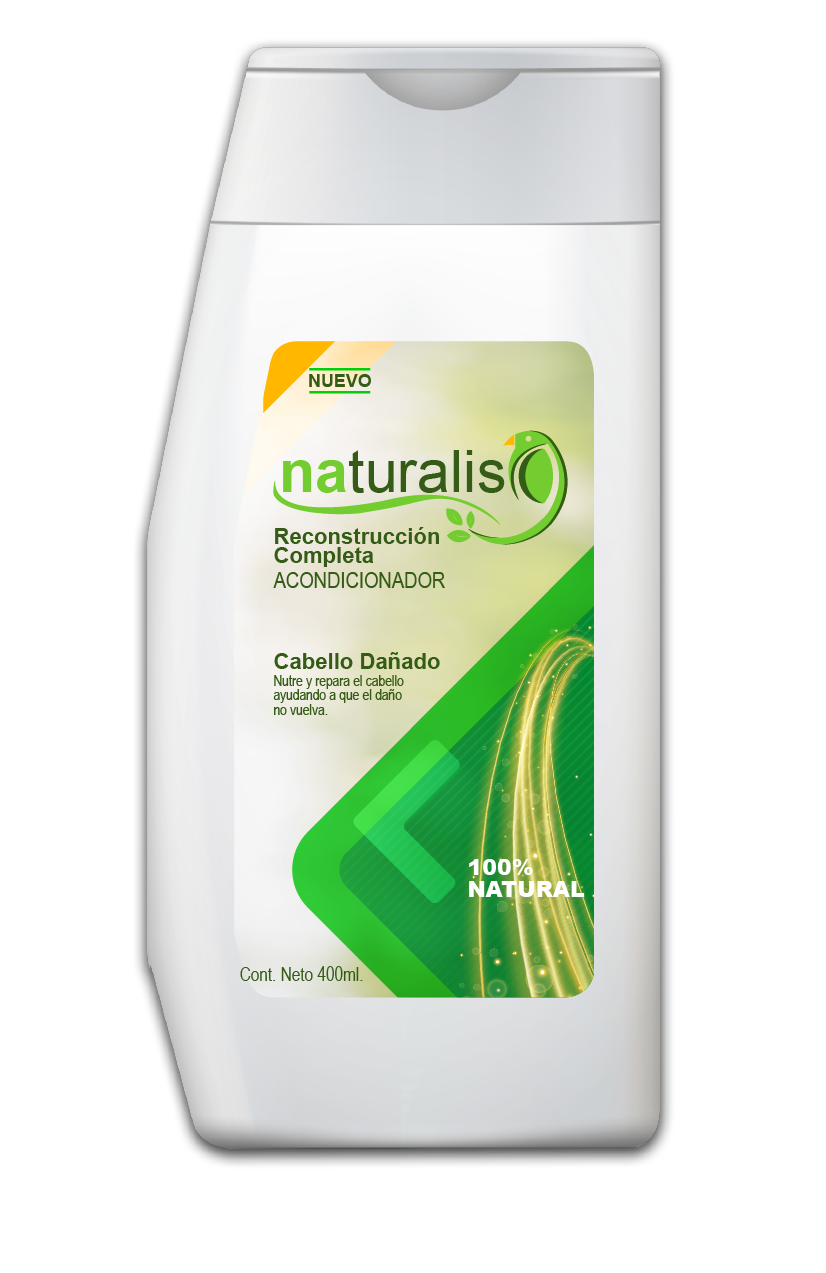 NUEVO
naturalis
Reconstrucción
Completa
ACONDICIONADOR
Cabello Dañado
Nutre y repara el cabello
ayudando a que el daño
no vuelva.
100%
NATURAL
Cont. Neto 400ml.